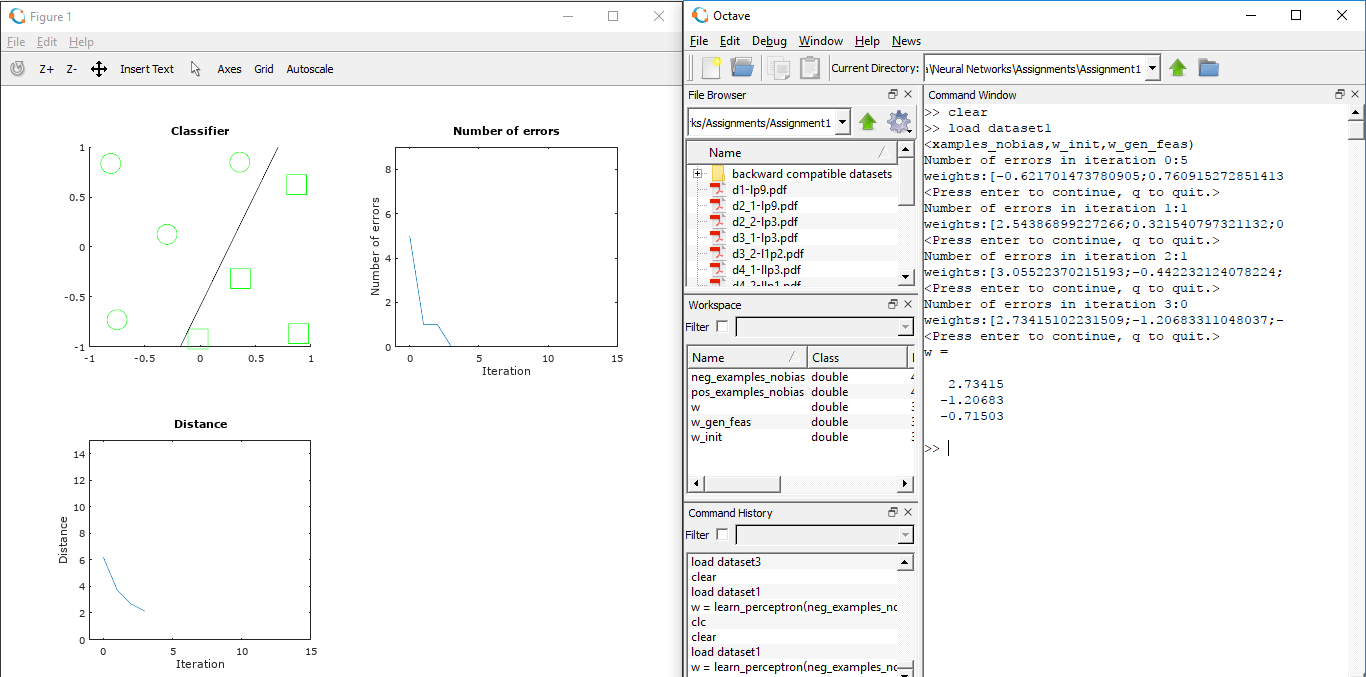 Figure 1
File Edit Help
Z+ Z- Insert Text Axes Grid Autoscale
Classifier
1
0.5
0
-0.5
-1
-1 -0.5 0 0.5 1
Number of errors
Number of errors
8
6
4
2
0
0 5 10 15
Iteration
Distance
Distance
14
12
10
8
6
4
2
0
0 5 10 15
Iteration
Octave
File Edit Debug Window Help News
Current Directory: a\Neural Networks\Assignments\Assignment1
File Browser
rks/Assignments/Assignment1
Name
backward compatible datasets
d1-lp9.pdf
d2_1-lp9.pdf
d2_2-lp3.pdf
d3_1-lp3.pdf
d3_2-l1p2.pdf
d4_1-llp3.pdf
d4_2-llp1.pdf
Workspace
Filter
Name Class
neg_examples_nobias double 4
pos_examples_nobias double 4
w double 3
w_gen_feas double 3
w_init double 3
Command History
Filter
load dataset3
clear
load dataset1
w = learn_perceptron(neg_examples_no
clc
clear
load dataset1
w = learn_perceptron(neg_examples_no
Command Window
>> clear
>> load dataset1
<xamples_nobias,w_init,w_gen_feas)
Number of errors in iteration 0:5
weights:[-0.621701473780905;0.760915272851413
<Press enter to continue, q to quit.>
Number of errors in iteration 1:1
weights:[2.54386899227266;0.321540797321132;0
<Press enter to continue, q to quit.>
Number of errors in iteration 2:1
weights:[3.05522370215193;-0.442232124078224;
<Press enter to continue, q to quit.>
Number of errors in iteration 3:0
weights:[2.73415102231509;-1.20683311048037;-
<Press enter to continue, q to quit.>
w =
2.73415
-1.20683
-0.71503
>>